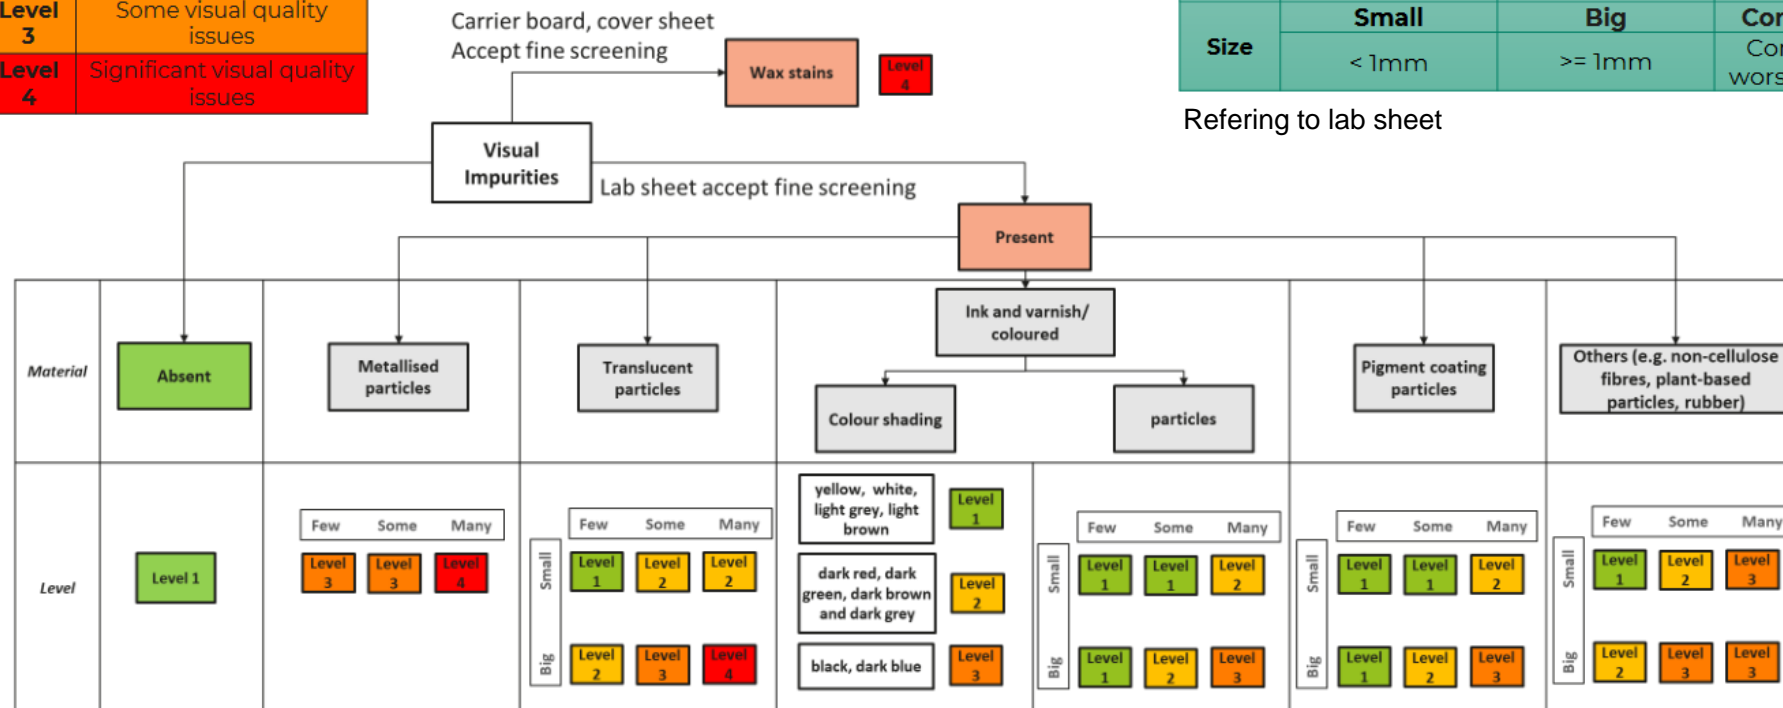 Level
3
Some visual quality
issues
Level
4
Significant visual quality
issues
Carrier board, cover sheet
Accept fine screening
Wax stains
Level
4
Size
Small
Big
< 1mm
>= 1mm
Refering to lab sheet
Visual
Impurities
Lab sheet accept fine screening
Present
Material
Absent
Metallised
particles
Translucent
particles
Ink and varnish/
coloured
Colour shading
particles
Pigment coating
particles
Others (e.g. non-cellulose
fibres, plant-based
particles, rubber)
Level
Level 1
Few Some Many
Level
3
Level
3
Level
4
Few Some Many
Small
Level
1
Level
2
Level
2
Big
Level
2
Level
3
Level
4
yellow, white,
light grey, light
brown
Level
1
dark red, dark
green, dark brown
and dark grey
Level
2
black, dark blue
Level
3
Few Some Many
Small
Level
1
Level
1
Level
2
Big
Level
1
Level
2
Level
3
Few Some Many
Small
Level
1
Level
1
Level
2
Big
Level
1
Level
2
Level
3
Few Some Many
Small
Level
1
Level
2
Level
3
Big
Level
2
Level
3
Level
3